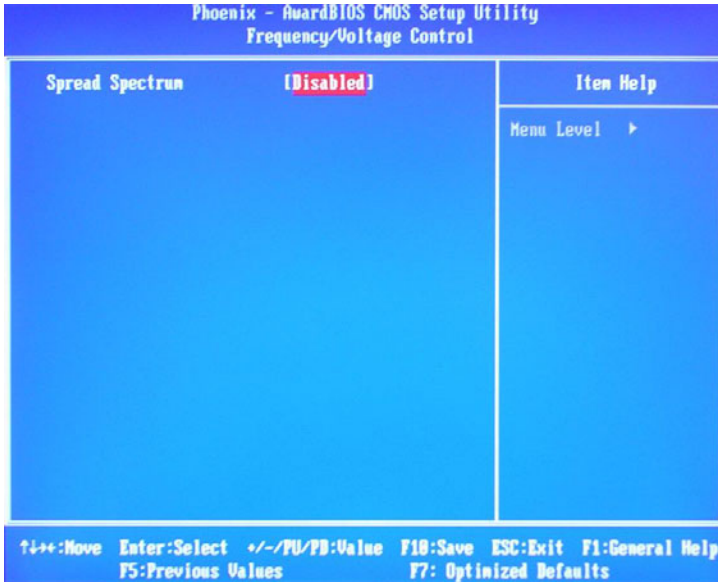 Phoenix - AwardBIOS CMOS Setup Utility
Frequency/Voltage Control
Spread Spectrum [Disabled]
Item Help
Menu Level ▸
↑↓→←:Move Enter:Select +/-/PU/PD:Value F10:Save ESC:Exit F1:General Help
F5:Previous Values F7: Optimized Defaults